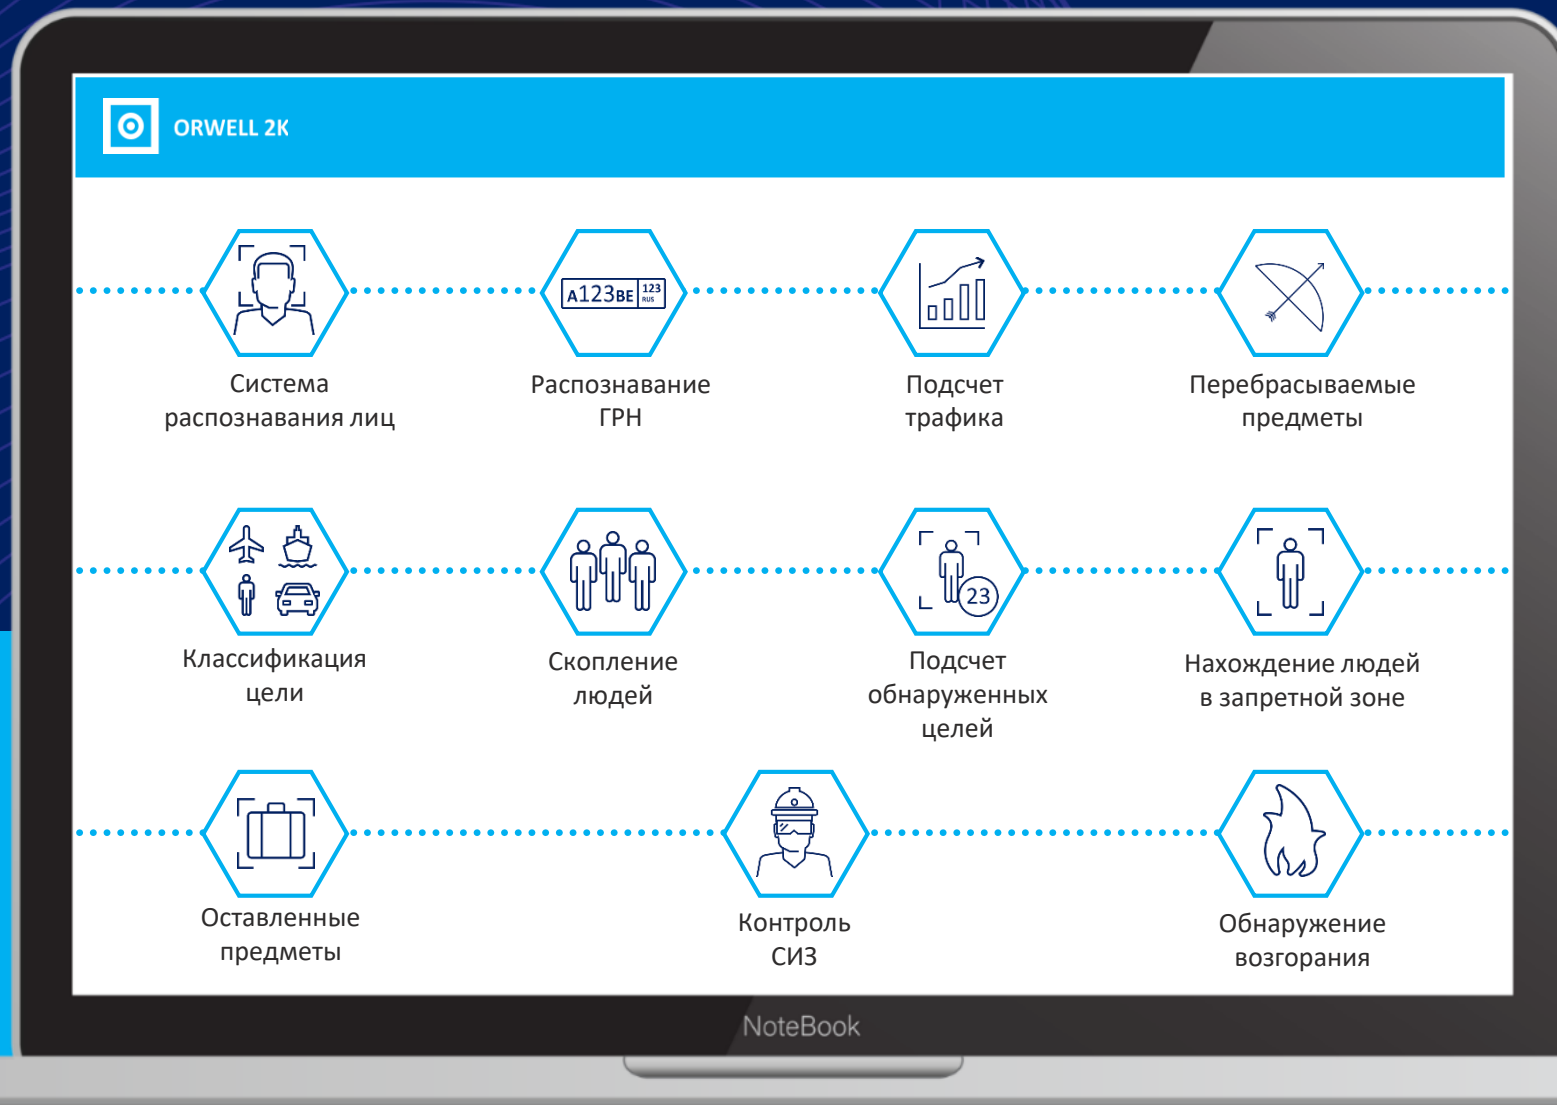 ORWELL 2K
А123ВЕ 123
RUS
Система
распознавания лиц
Распознавание
ГРН
Подсчет
трафика
Перебрасываемые
предметы
Классификация
цели
Скопление
людей
23
Подсчет
обнаруженных
целей
Нахождение людей
в запретной зоне
Оставленные
предметы
Контроль
СИЗ
Обнаружение
возгорания
NoteBook